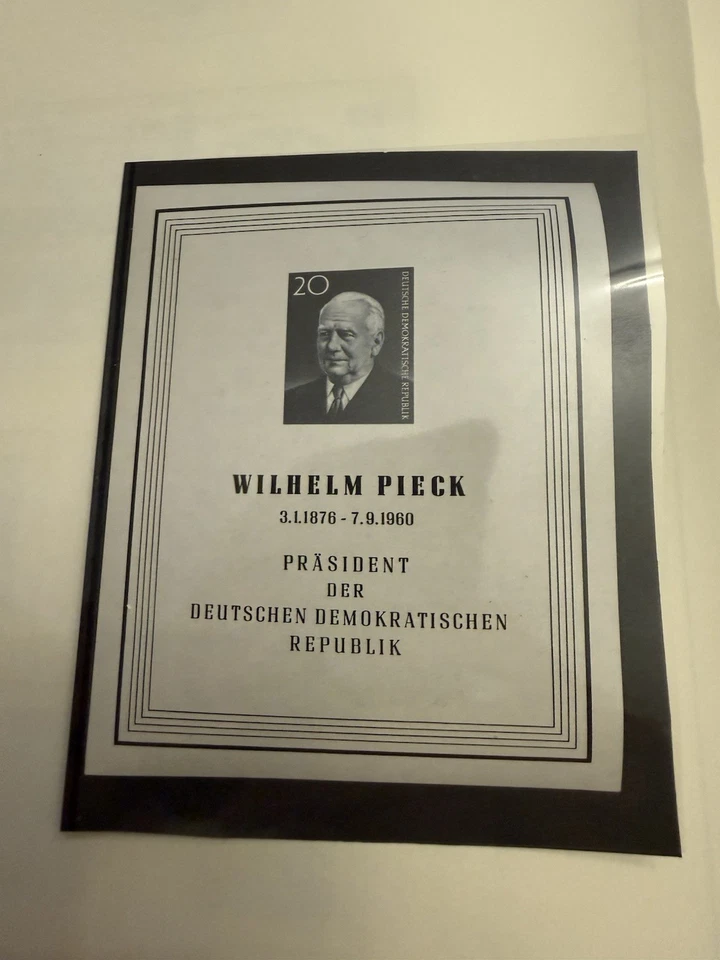 20
DEUTSCHE DEMOKRATISCHE REPUBLIK
WILHELM PIECK
3.1.1876 - 7.9.1960
PRÄSIDENT
DER
DEUTSCHEN DEMOKRATISCHEN
REPUBLIK